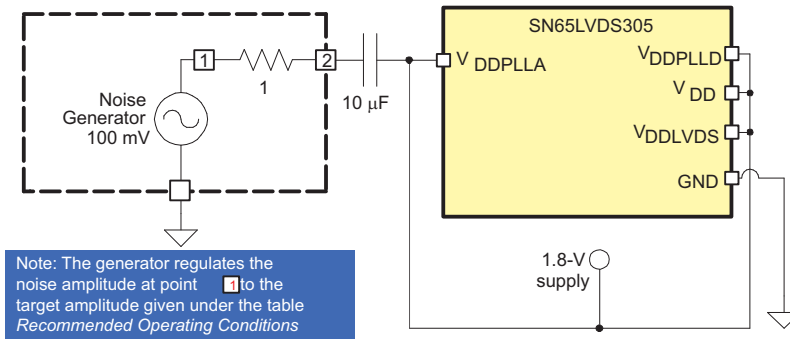 SN65LVDS305
1
2
V DDPLLA
VDDPLLD
1
V DD
10 μF
Noise
Generator
100 mV
VDDLVDS
GND
Note: The generator regulates the
noise amplitude at point 1 to the
target amplitude given under the table
Recommended Operating Conditions
1.8-V
supply